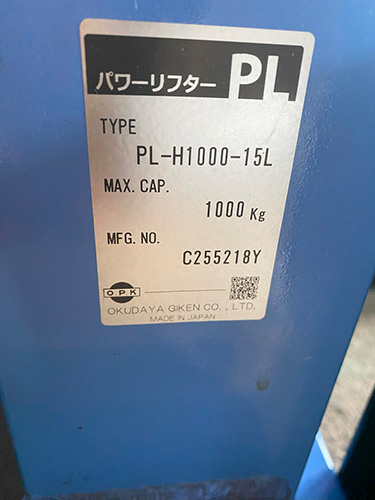 パワーリフター PL
TYPE
PL-H1000-15L
MAX. CAP.
1000 Kg
MFG. NO.
C255218Y
O.P.K
OKUDAYA GIKEN CO., LTD.
MADE IN JAPAN